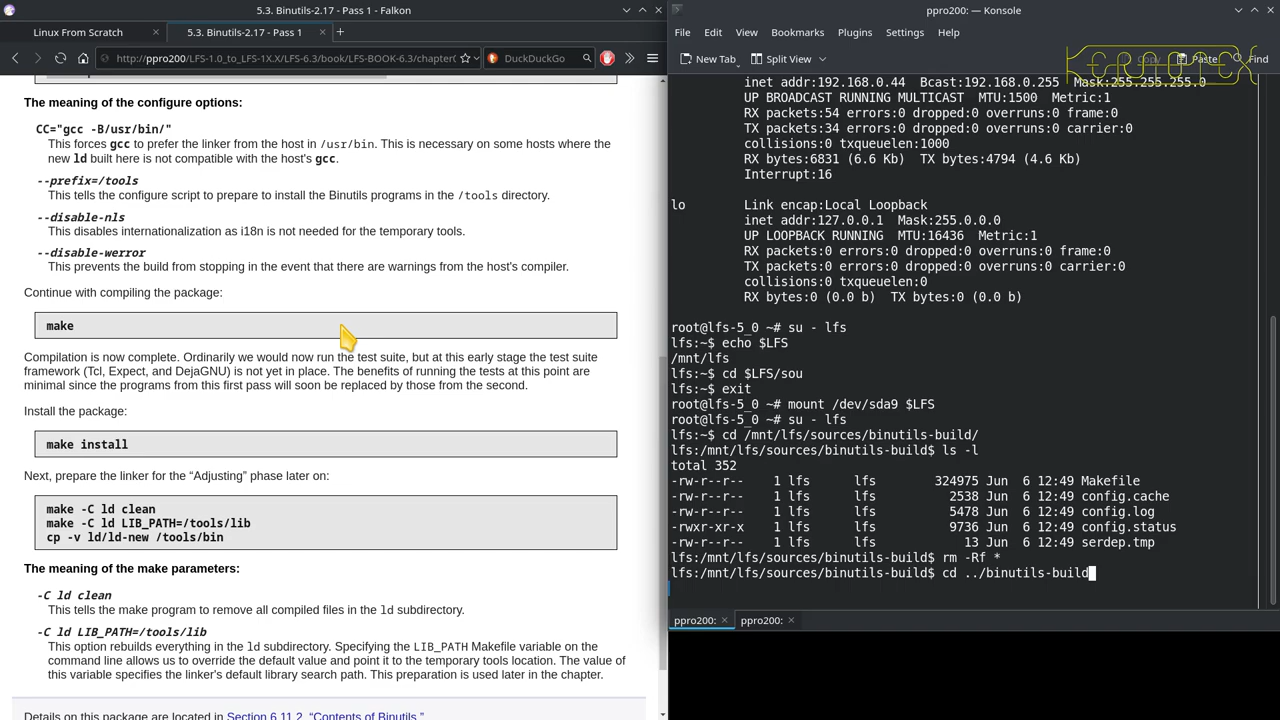 5.3. Binutils-2.17 - Pass 1 - Falkon
Linux From Scratch
5.3. Binutils-2.17 - Pass 1
http://ppro200/LFS-1.0_to_LFS-1X.X/LFS-6.3/book/LFS-BOOK-6.3/chapter(
DuckDuckGo
The meaning of the configure options:
CC="gcc -B/usr/bin/"
This forces gcc to prefer the linker from the host in /usr/bin. This is necessary on some hosts where the
new ld built here is not compatible with the host's gcc.
--prefix=/tools
This tells the configure script to prepare to install the Binutils programs in the /tools directory.
--disable-nls
This disables internationalization as i18n is not needed for the temporary tools.
--disable-werror
This prevents the build from stopping in the event that there are warnings from the host's compiler.
Continue with compiling the package:
make
Compilation is now complete. Ordinarily we would now run the test suite, but at this early stage the test suite
framework (Tcl, Expect, and DejaGNU) is not yet in place. The benefits of running the tests at this point are
minimal since the programs from this first pass will soon be replaced by those from the second.
Install the package:
make install
Next, prepare the linker for the “Adjusting” phase later on:
make -C ld clean
make -C ld LIB_PATH=/tools/lib
cp -v ld/ld-new /tools/bin
The meaning of the make parameters:
-C ld clean
This tells the make program to remove all compiled files in the ld subdirectory.
-C ld LIB_PATH=/tools/lib
This option rebuilds everything in the ld subdirectory. Specifying the LIB_PATH Makefile variable on the
command line allows us to override the default value and point it to the temporary tools location. The value of
this variable specifies the linker's default library search path. This preparation is used later in the chapter.
Details on this package are located in Section 6.11.2, “Contents of Binutils.”
ppro200: — Konsole
File Edit View Bookmarks Plugins Settings Help
New Tab Split View Copy Paste Find
inet addr:192.168.0.44 Bcast:192.168.0.255 Mask:255.255.255.0
UP BROADCAST RUNNING MULTICAST MTU:1500 Metric:1
RX packets:54 errors:0 dropped:0 overruns:0 frame:0
TX packets:34 errors:0 dropped:0 overruns:0 carrier:0
collisions:0 txqueuelen:1000
RX bytes:6831 (6.6 Kb) TX bytes:4794 (4.6 Kb)
Interrupt:16
lo Link encap:Local Loopback
inet addr:127.0.0.1 Mask:255.0.0.0
UP LOOPBACK RUNNING MTU:16436 Metric:1
RX packets:0 errors:0 dropped:0 overruns:0 frame:0
TX packets:0 errors:0 dropped:0 overruns:0 carrier:0
collisions:0 txqueuelen:0
RX bytes:0 (0.0 b) TX bytes:0 (0.0 b)
root@lfs-5_0 ~# su - lfs
lfs:~$ echo $LFS
/mnt/lfs
lfs:~$ cd $LFS/sou
lfs:~$ exit
root@lfs-5_0 ~# mount /dev/sda9 $LFS
root@lfs-5_0 ~# su - lfs
lfs:~$ cd /mnt/lfs/sources/binutils-build/
lfs:/mnt/lfs/sources/binutils-build$ ls -l
total 352
-rw-r--r-- 1 lfs lfs 324975 Jun 6 12:49 Makefile
-rw-r--r-- 1 lfs lfs 2538 Jun 6 12:49 config.cache
-rw-r--r-- 1 lfs lfs 5478 Jun 6 12:49 config.log
-rwxr-xr-x 1 lfs lfs 9736 Jun 6 12:49 config.status
-rw-r--r-- 1 lfs lfs 13 Jun 6 12:49 serdep.tmp
lfs:/mnt/lfs/sources/binutils-build$ rm -Rf *
lfs:/mnt/lfs/sources/binutils-build$ cd ../binutils-build
ppro200: ppro200: